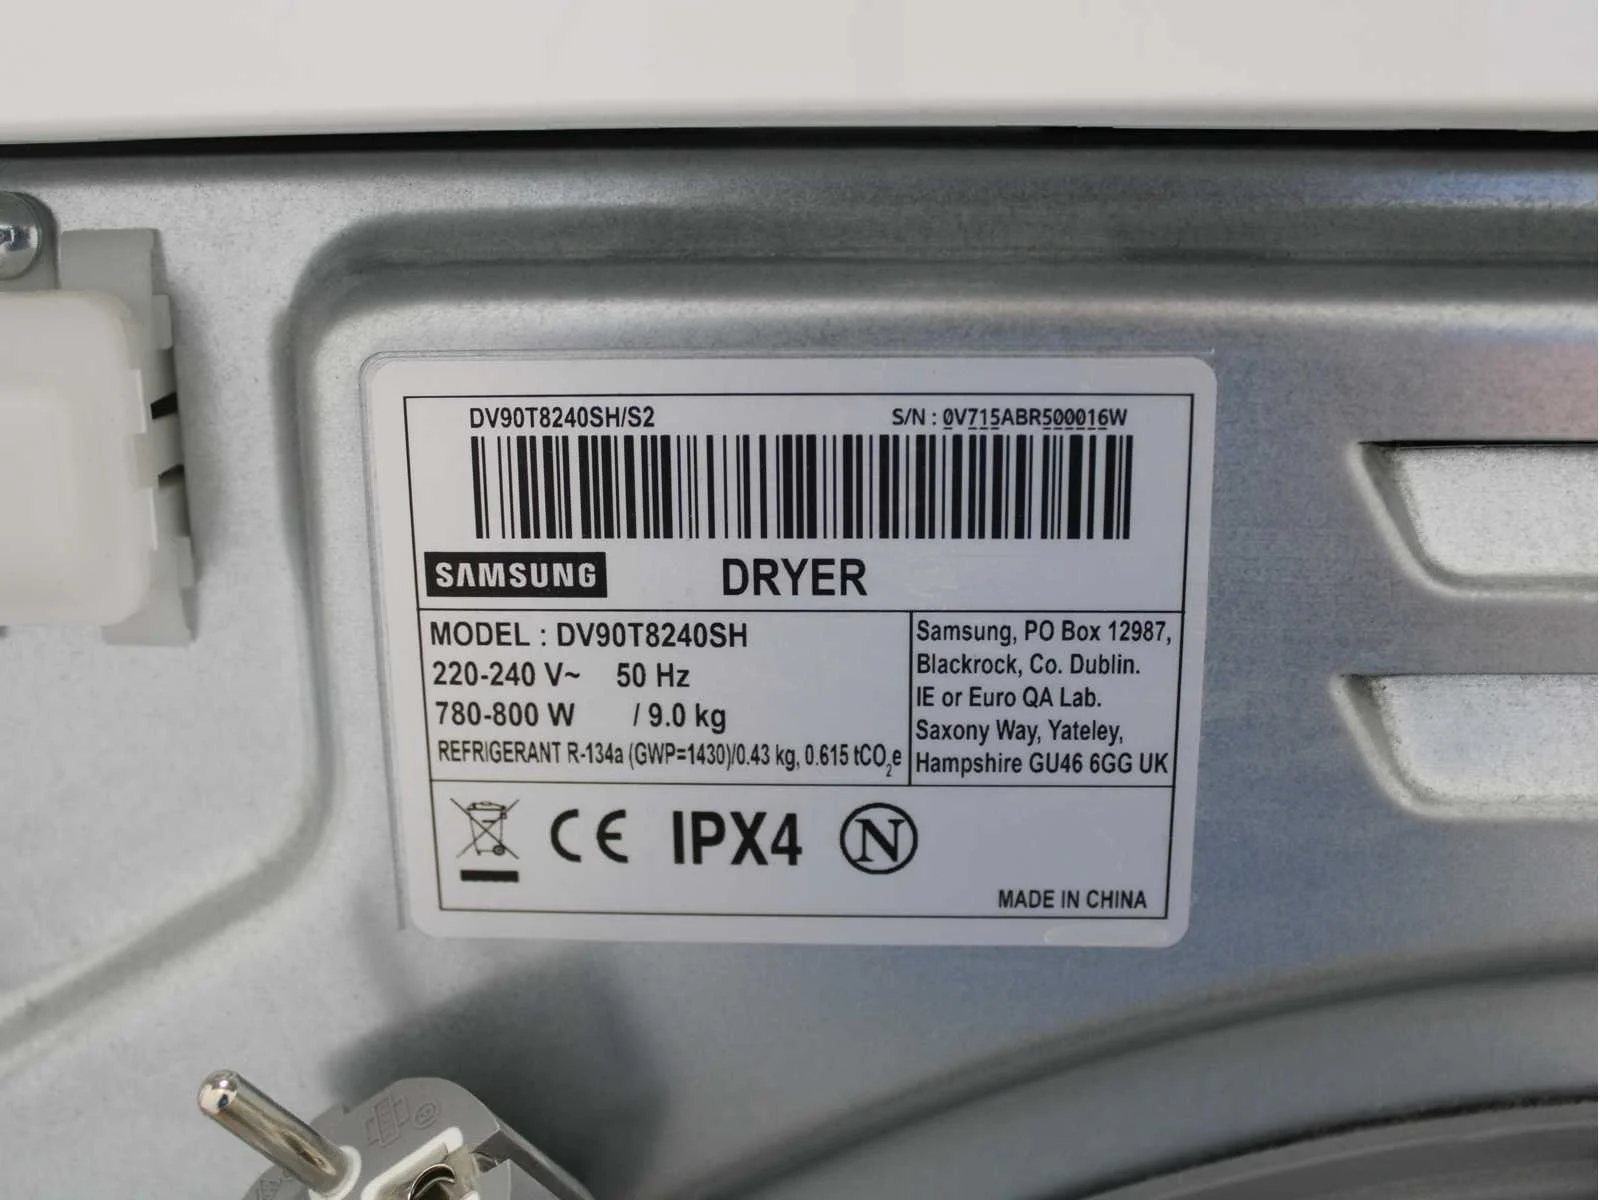 DV90T8240SH/S2 S/N : 0V715ABR500016W
SAMSUNG DRYER
MODEL : DV90T8240SH
220-240 V~ 50 Hz
780-800 W / 9.0 kg
REFRIGERANT R-134a (GWP=1430)/0.43 kg, 0.615 tCO₂e
Samsung, PO Box 12987,
Blackrock, Co. Dublin.
IE or Euro QA Lab.
Saxony Way, Yateley,
Hampshire GU46 6GG UK
CE IPX4 N
MADE IN CHINA